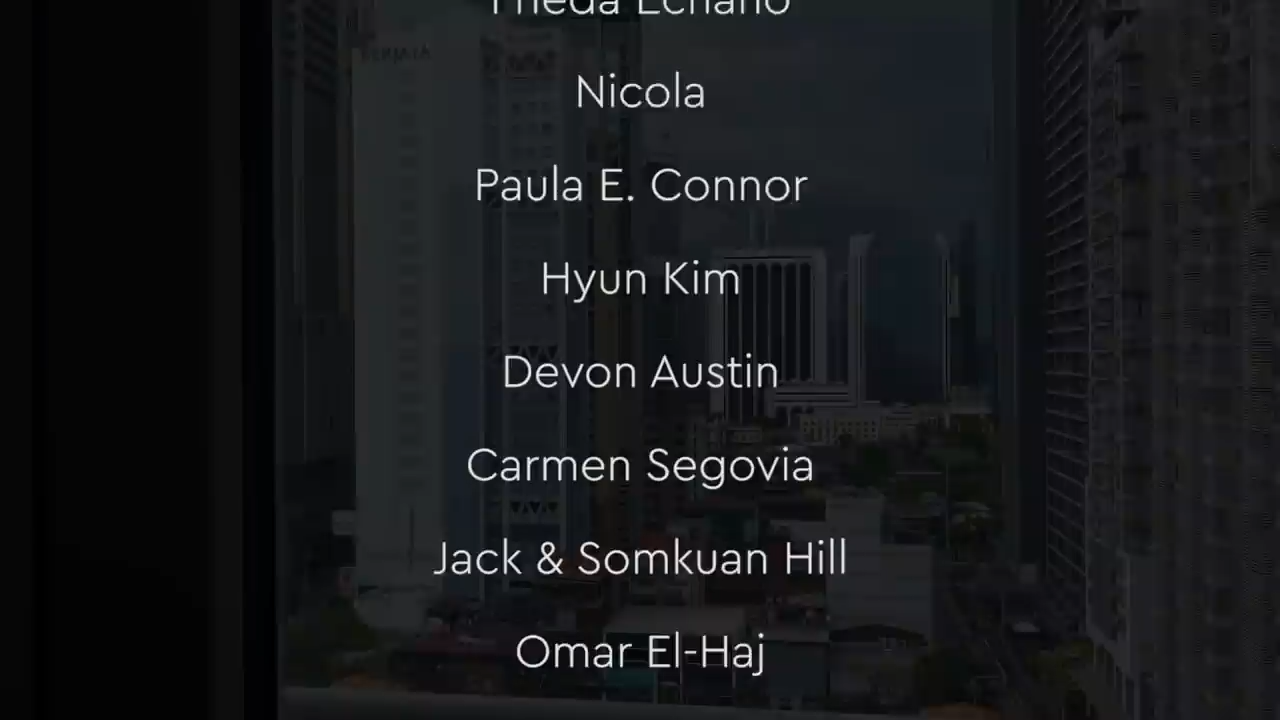 Nicola
Paula E. Connor
Hyun Kim
Devon Austin
Carmen Segovia
Jack & Somkuan Hill
Omar El-Haj